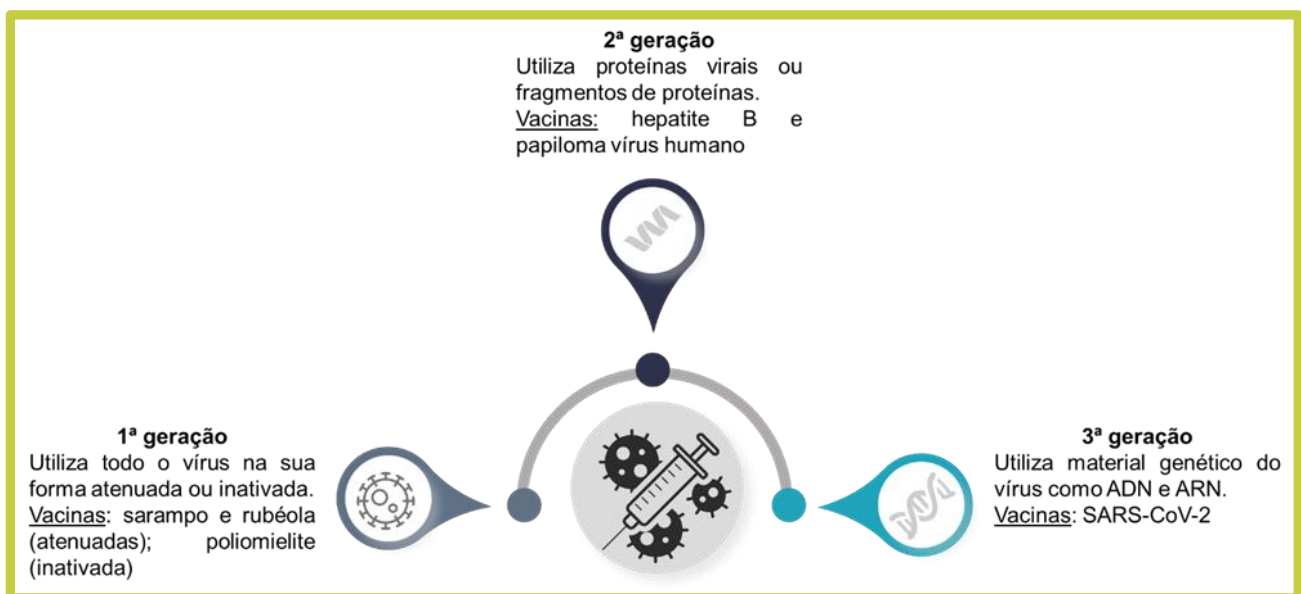 2ª geração
Utiliza proteínas virais ou
fragmentos de proteínas.
Vacinas: hepatite B e
papiloma vírus humano
1ª geração
Utiliza todo o vírus na sua
forma atenuada ou inativada.
Vacinas: sarampo e rubéola
(atenuadas); poliomielite
(inativada)
3ª geração
Utiliza material genético do
vírus como ADN e ARN.
Vacinas: SARS-CoV-2